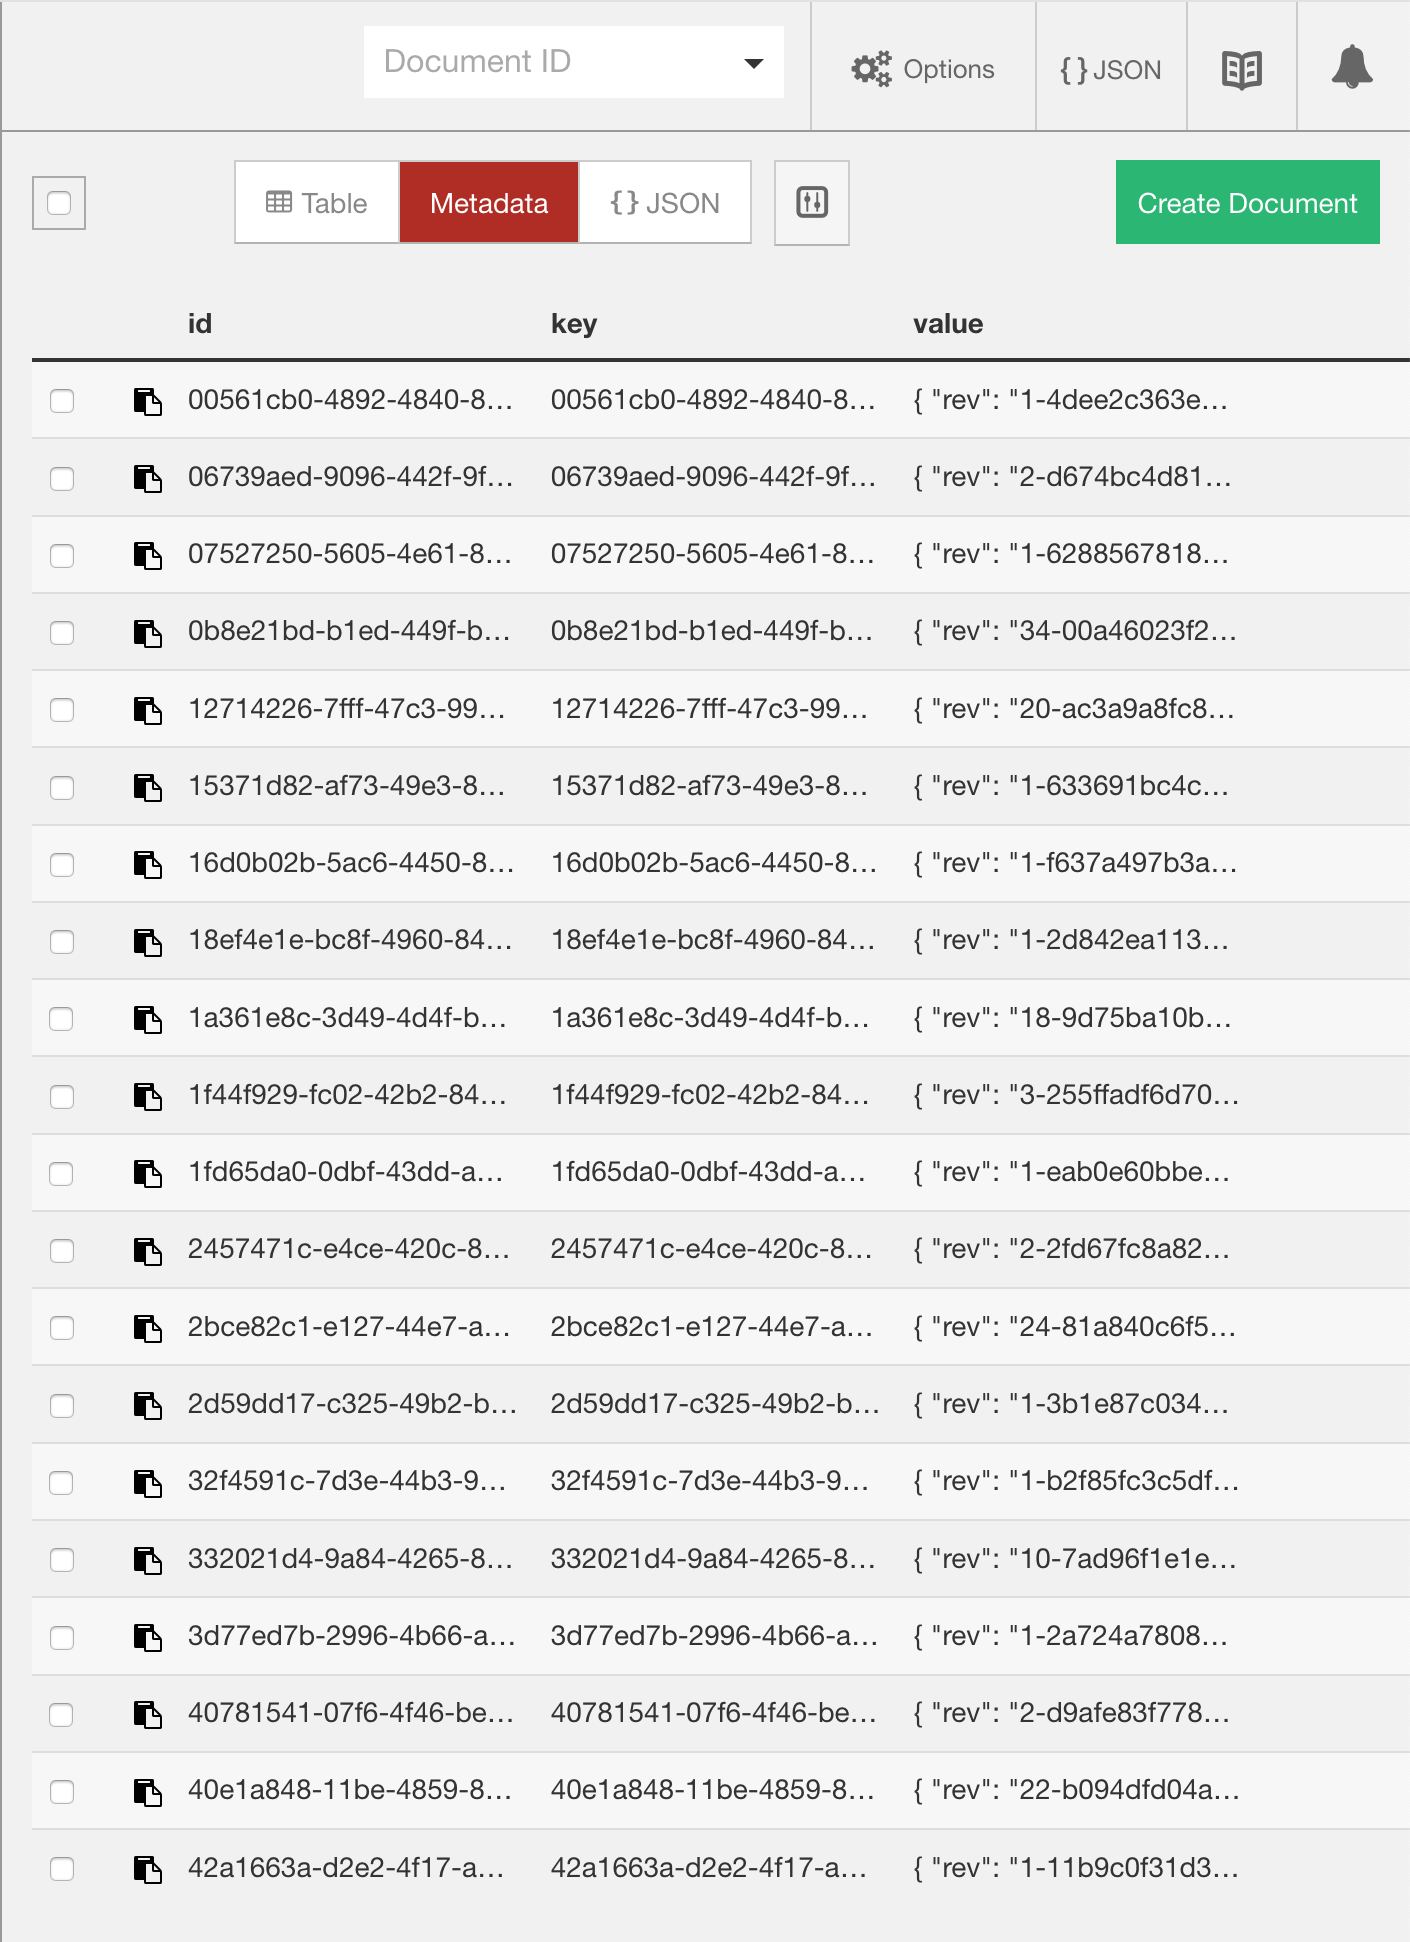 Document ID Options {} JSON
Table Metadata {} JSON Create Document
id key value
00561cb0-4892-4840-8... 00561cb0-4892-4840-8... { "rev": "1-4dee2c363e...
06739aed-9096-442f-9f... 06739aed-9096-442f-9f... { "rev": "2-d674bc4d81...
07527250-5605-4e61-8... 07527250-5605-4e61-8... { "rev": "1-6288567818...
0b8e21bd-b1ed-449f-b... 0b8e21bd-b1ed-449f-b... { "rev": "34-00a46023f2...
12714226-7fff-47c3-99... 12714226-7fff-47c3-99... { "rev": "20-ac3a9a8fc8...
15371d82-af73-49e3-8... 15371d82-af73-49e3-8... { "rev": "1-633691bc4c...
16d0b02b-5ac6-4450-8... 16d0b02b-5ac6-4450-8... { "rev": "1-f637a497b3a...
18ef4e1e-bc8f-4960-84... 18ef4e1e-bc8f-4960-84... { "rev": "1-2d842ea113...
1a361e8c-3d49-4d4f-b... 1a361e8c-3d49-4d4f-b... { "rev": "18-9d75ba10b...
1f44f929-fc02-42b2-84... 1f44f929-fc02-42b2-84... { "rev": "3-255ffadf6d70...
1fd65da0-0dbf-43dd-a... 1fd65da0-0dbf-43dd-a... { "rev": "1-eab0e60bbe...
2457471c-e4ce-420c-8... 2457471c-e4ce-420c-8... { "rev": "2-2fd67fc8a82...
2bce82c1-e127-44e7-a... 2bce82c1-e127-44e7-a... { "rev": "24-81a840c6f5...
2d59dd17-c325-49b2-b... 2d59dd17-c325-49b2-b... { "rev": "1-3b1e87c034...
32f4591c-7d3e-44b3-9... 32f4591c-7d3e-44b3-9... { "rev": "1-b2f85fc3c5df...
332021d4-9a84-4265-8... 332021d4-9a84-4265-8... { "rev": "10-7ad96f1e1e...
3d77ed7b-2996-4b66-a... 3d77ed7b-2996-4b66-a... { "rev": "1-2a724a7808...
40781541-07f6-4f46-be... 40781541-07f6-4f46-be... { "rev": "2-d9afe83f778...
40e1a848-11be-4859-8... 40e1a848-11be-4859-8... { "rev": "22-b094dfd04a...
42a1663a-d2e2-4f17-a... 42a1663a-d2e2-4f17-a... { "rev": "1-11b9c0f31d3...